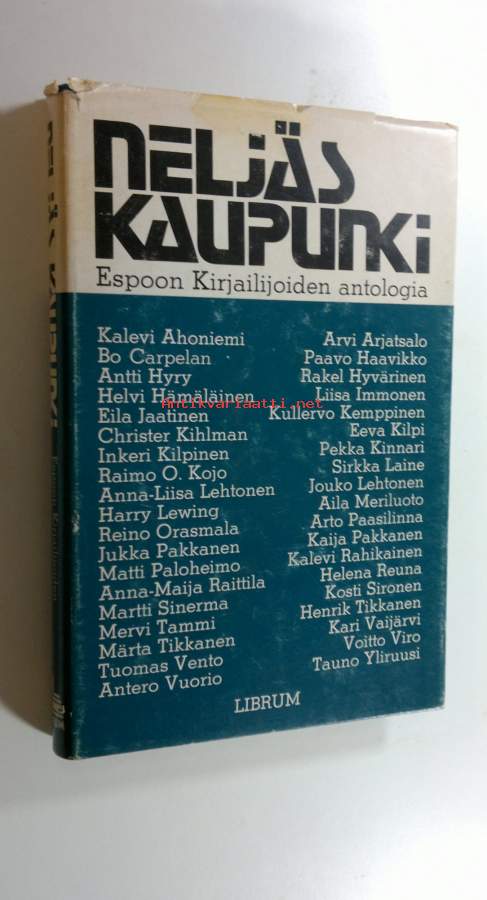 NELJÄS
KAUPUNKI
Espoon Kirjailijoiden antologia
Kalevi Ahoniemi
Bo Carpelan
Antti Hyry
Helvi Hämäläinen
Eila Jaatinen
Christer Kihlman
Inkeri Kilpinen
Raimo O. Kojo
Anna-Liisa Lehtonen
Harry Lewing
Reino Orasmala
Jukka Pakkanen
Matti Paloheimo
Anna-Maija Raittila
Martti Sinerma
Mervi Tammi
Märta Tikkanen
Tuomas Vento
Antero Vuorio
Arvi Arjatsalo
Paavo Haavikko
Rakel Hyvärinen
Liisa Immonen
Kullervo Kemppinen
Eeva Kilpi
Pekka Kinnari
Sirkka Laine
Jouko Lehtonen
Aila Meriluoto
Arto Paasilinna
Kaija Pakkanen
Kalevi Rahikainen
Helena Reuna
Kosti Sironen
Henrik Tikkanen
Kari Vaijärvi
Voitto Viro
Tauno Yliruusi
LIBRUM
Antikvariaatti.net
NELJÄS KAUPUNKI